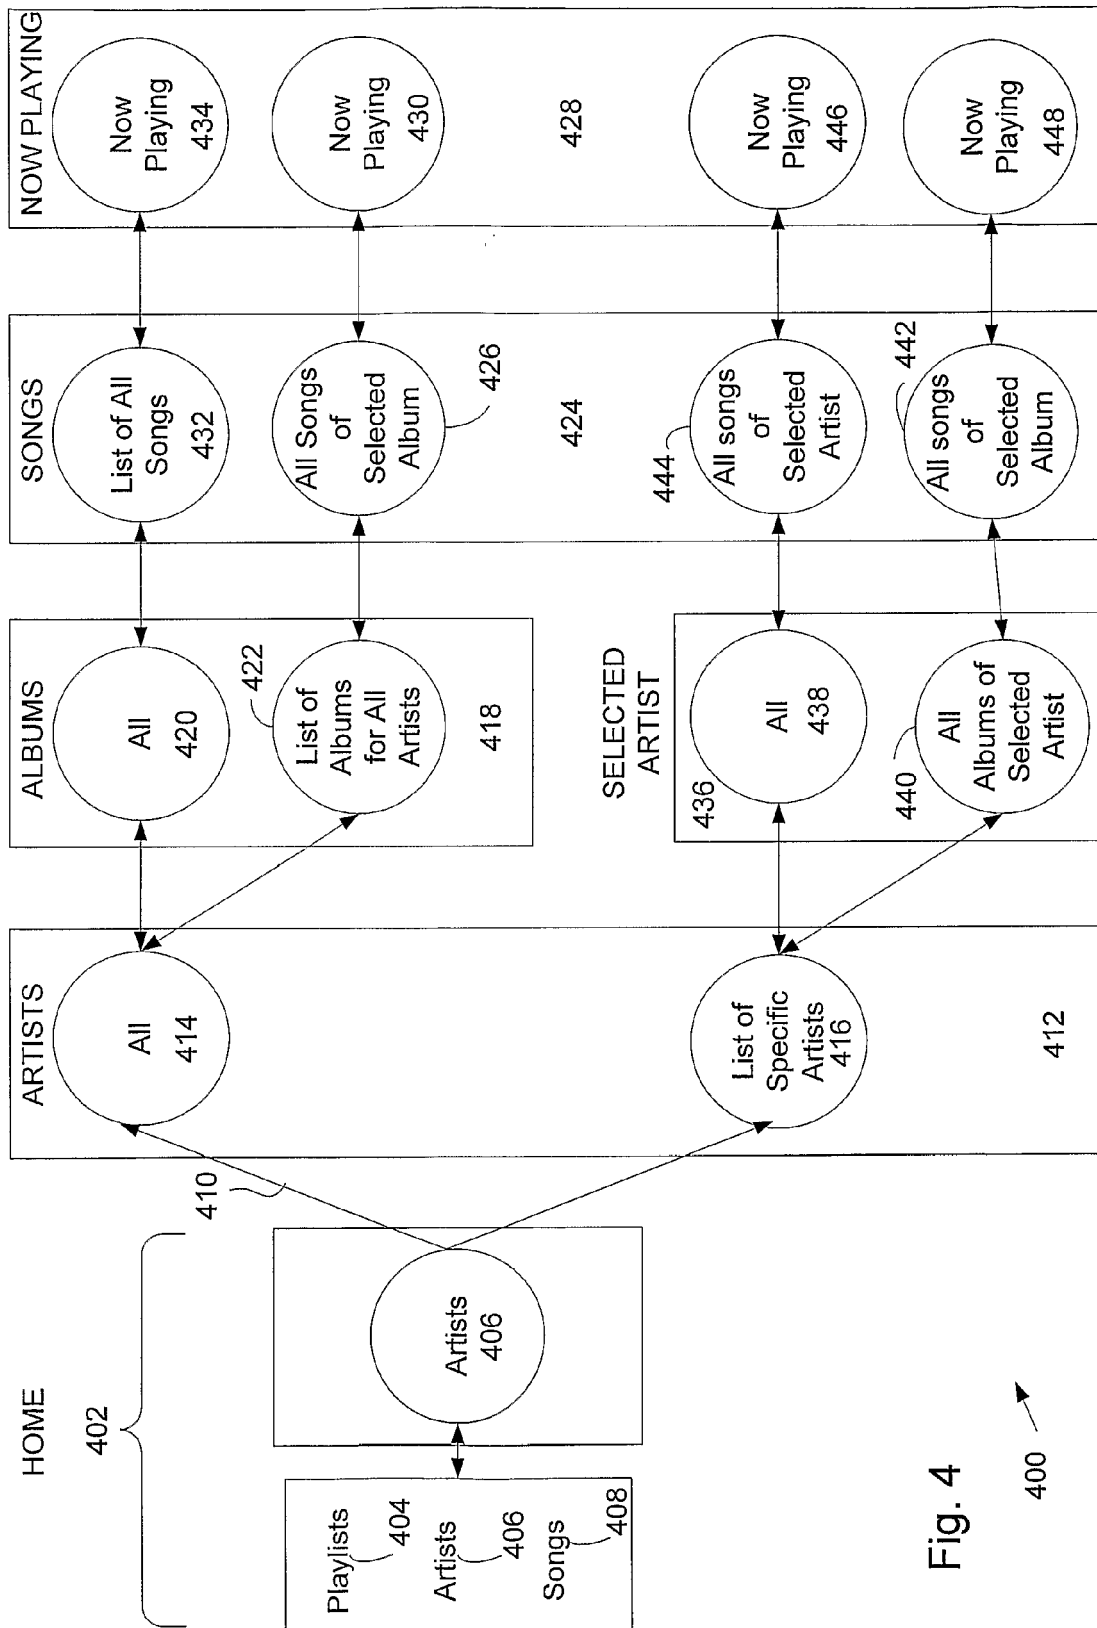 HOME
402
Playlists
404
Artists
406
Songs
408
Artists
406
410
ARTISTS
All
414
List of
Specific
Artists
416
412
ALBUMS
All
420
422
List of
Albums
for All
Artists
418
SELECTED
ARTIST
436
All
438
440
All
Albums of
Selected
Artist
SONGS
List of All
Songs
432
All Songs
of
Selected
Album
426
424
444
All songs
of
Selected
Artist
442
All songs
of
Selected
Album
NOW PLAYING
Now
Playing
434
Now
Playing
430
428
Now
Playing
446
Now
Playing
448
Fig. 4
400